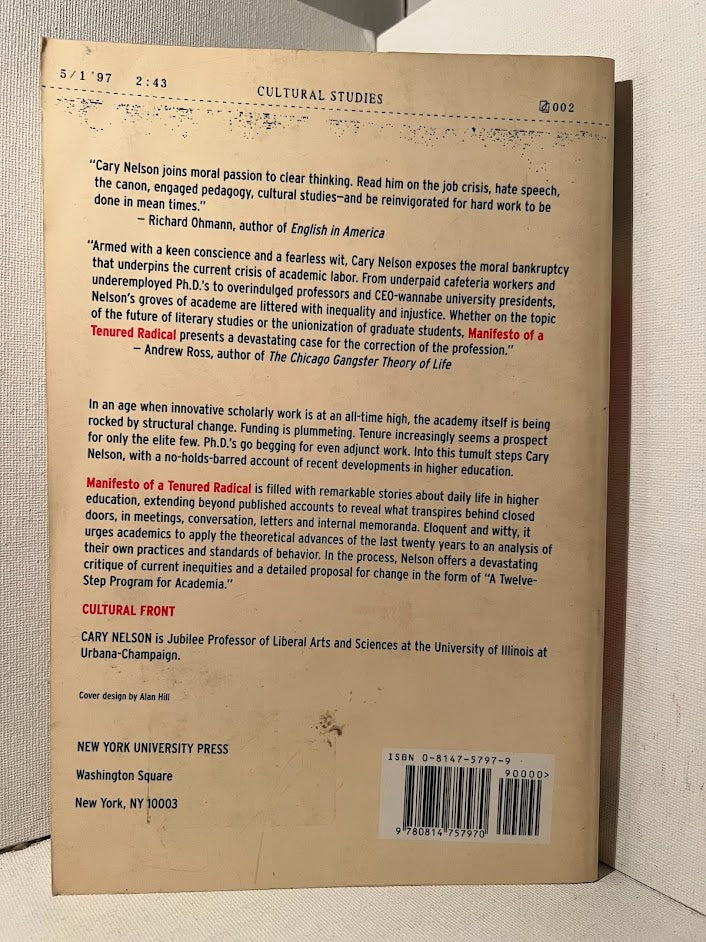 5/1 '97 2:43 CULTURAL STUDIES 002
“Cary Nelson joins moral passion to clear thinking. Read him on the job crisis, hate speech,
the canon, engaged pedagogy, cultural studies—and be reinvigorated for hard work to be
done in mean times.”
– Richard Ohmann, author of English in America
“Armed with a keen conscience and a fearless wit, Cary Nelson exposes the moral bankruptcy
that underpins the current crisis of academic labor. From underpaid cafeteria workers and
underemployed Ph.D.'s to overindulged professors and CEO-wannabe university presidents,
Nelson's groves of academe are littered with inequality and injustice. Whether on the topic
of the future of literary studies or the unionization of graduate students, Manifesto of a
Tenured Radical presents a devastating case for the correction of the profession.”
– Andrew Ross, author of The Chicago Gangster Theory of Life
In an age when innovative scholarly work is at an all-time high, the academy itself is being
rocked by structural change. Funding is plummeting. Tenure increasingly seems a prospect
for only the elite few. Ph.D.'s go begging for even adjunct work. Into this tumult steps Cary
Nelson, with a no-holds-barred account of recent developments in higher education.
Manifesto of a Tenured Radical is filled with remarkable stories about daily life in higher
education, extending beyond published accounts to reveal what transpires behind closed
doors, in meetings, conversation, letters and internal memoranda. Eloquent and witty, it
urges academics to apply the theoretical advances of the last twenty years to an analysis of
their own practices and standards of behavior. In the process, Nelson offers a devastating
critique of current inequities and a detailed proposal for change in the form of “A Twelve-
Step Program for Academia.”
CULTURAL FRONT
CARY NELSON is Jubilee Professor of Liberal Arts and Sciences at the University of Illinois at
Urbana-Champaign.
Cover design by Alan Hill
NEW YORK UNIVERSITY PRESS
Washington Square
New York, NY 10003
ISBN 0-8147-5797-9
90000>
9 780814 757970